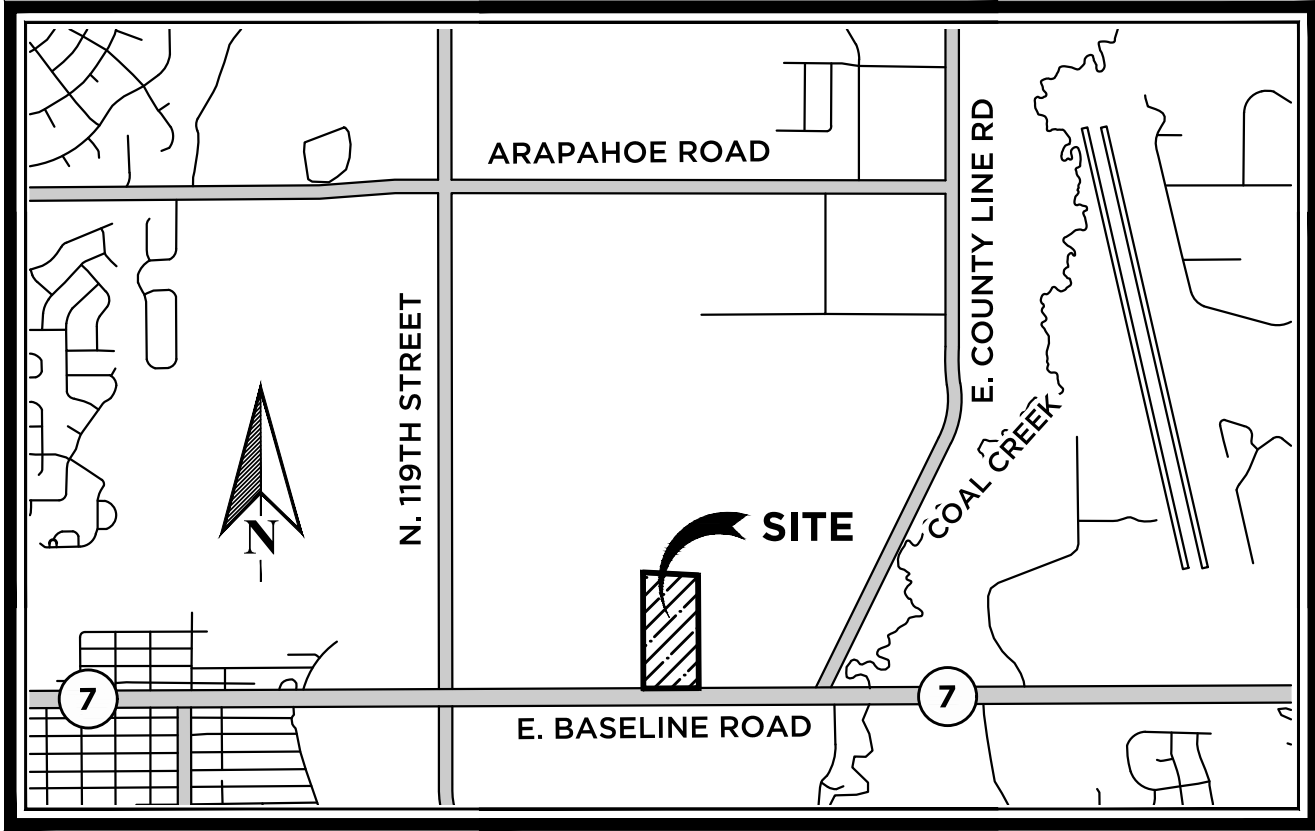 ARAPAHOE ROAD
E. COUNTY LINE RD
N. 119TH STREET
COAL CREEK
SITE
N
7
7
E. BASELINE ROAD